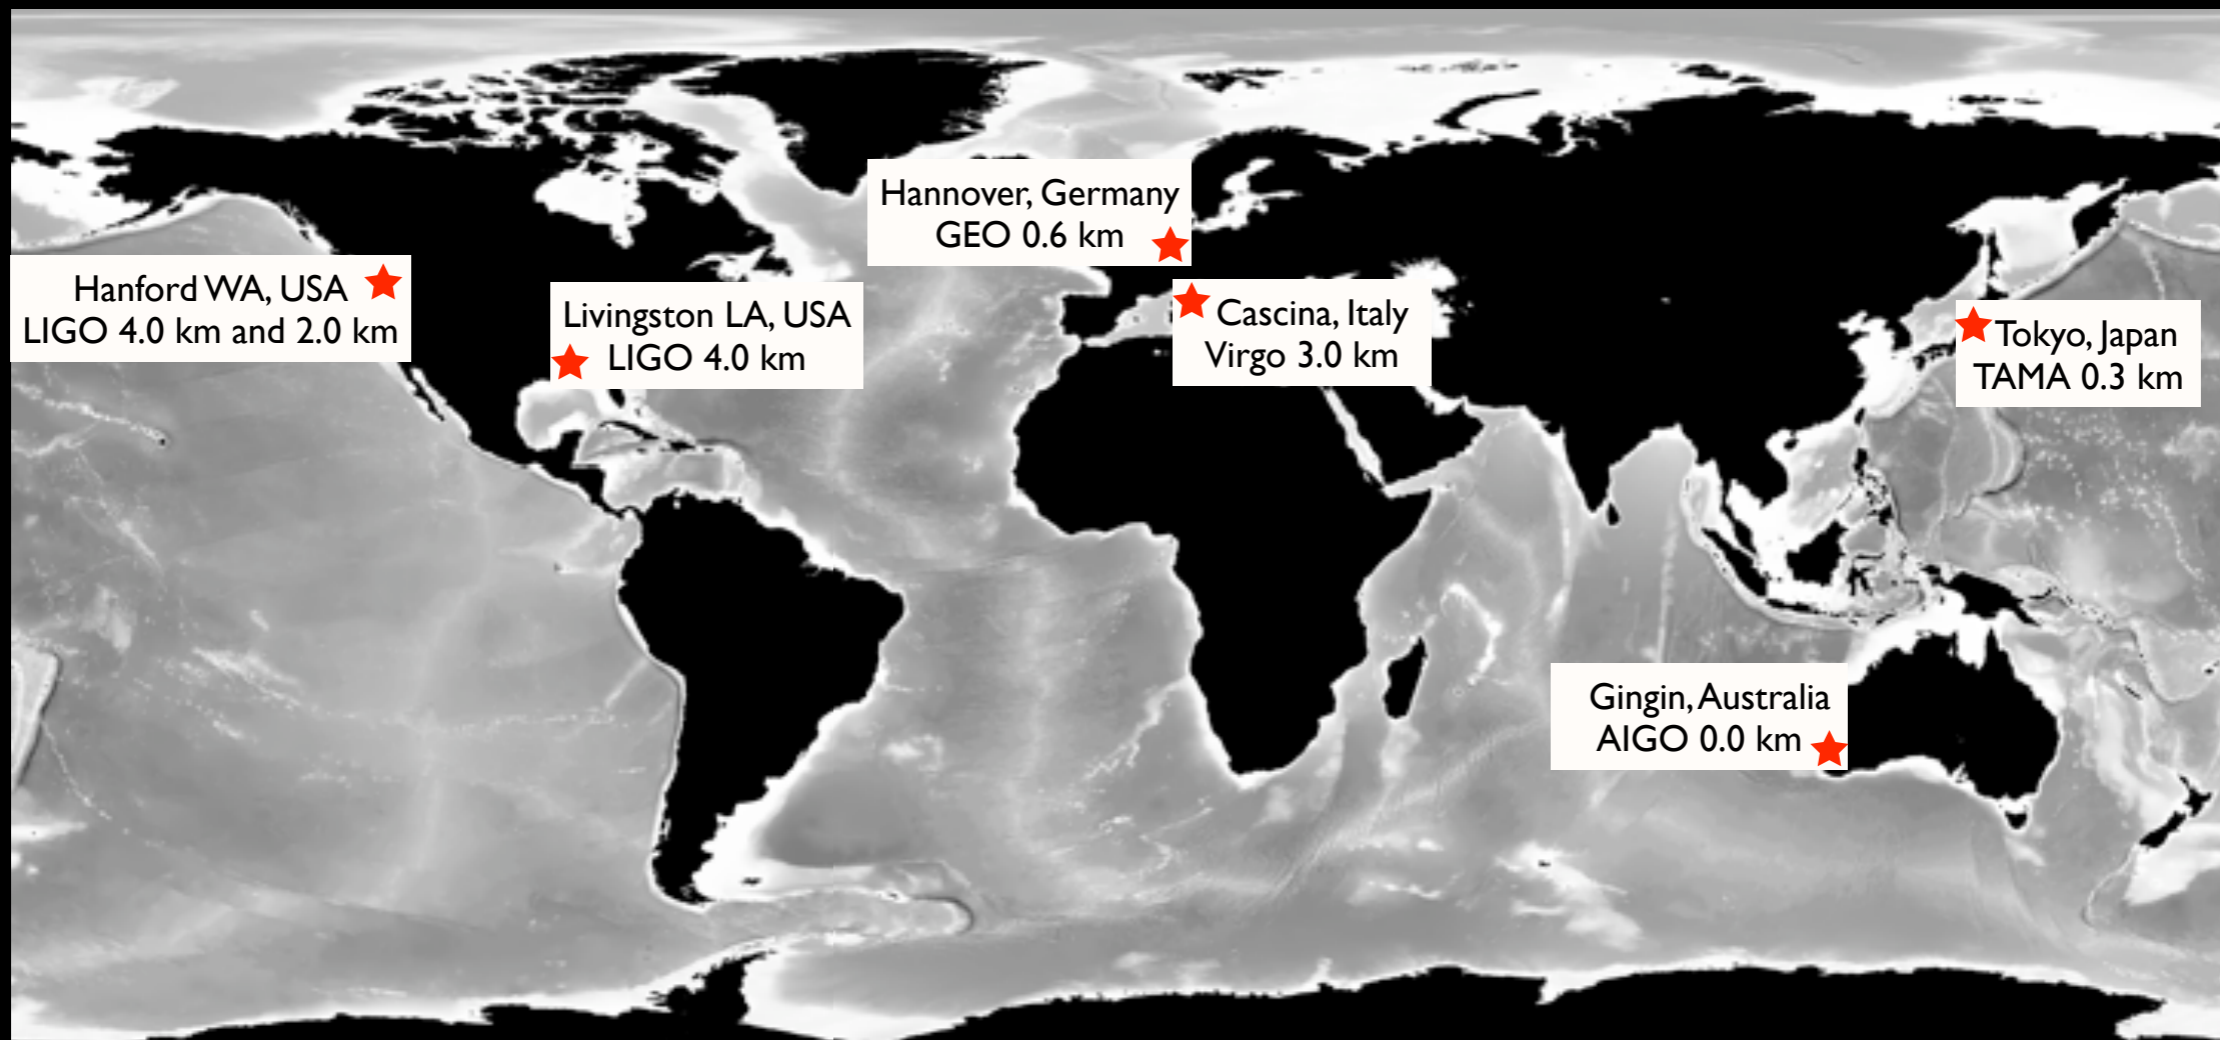 Hannover, Germany
GEO 0.6 km
Hanford WA, USA
LIGO 4.0 km and 2.0 km
Livingston LA, USA
LIGO 4.0 km
Cascina, Italy
Virgo 3.0 km
Tokyo, Japan
TAMA 0.3 km
Gingin, Australia
AIGO 0.0 km